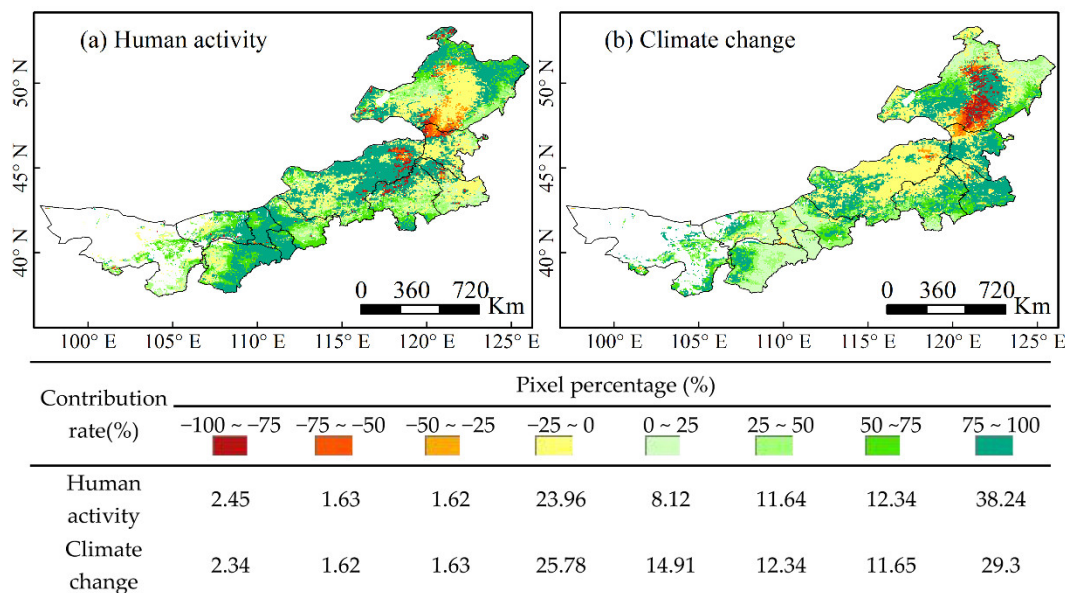 (a) Human activity
(b) Climate change
50° N
45° N
40° N
0 360 720
Km
0 360 720
Km
50° N
45° N
40° N
100° E 105° E 110° E 115° E 120° E 125° E
100° E 105° E 110° E 115° E 120° E 125° E
Contribution
rate(%)
Pixel percentage (%)
−100 ~ −75 −75 ~ −50 −50 ~ −25 −25 ~ 0 0 ~ 25 25 ~ 50 50 ~75 75 ~ 100
Human
activity
2.45 1.63 1.62 23.96 8.12 11.64 12.34 38.24
Climate
change
2.34 1.62 1.63 25.78 14.91 12.34 11.65 29.3